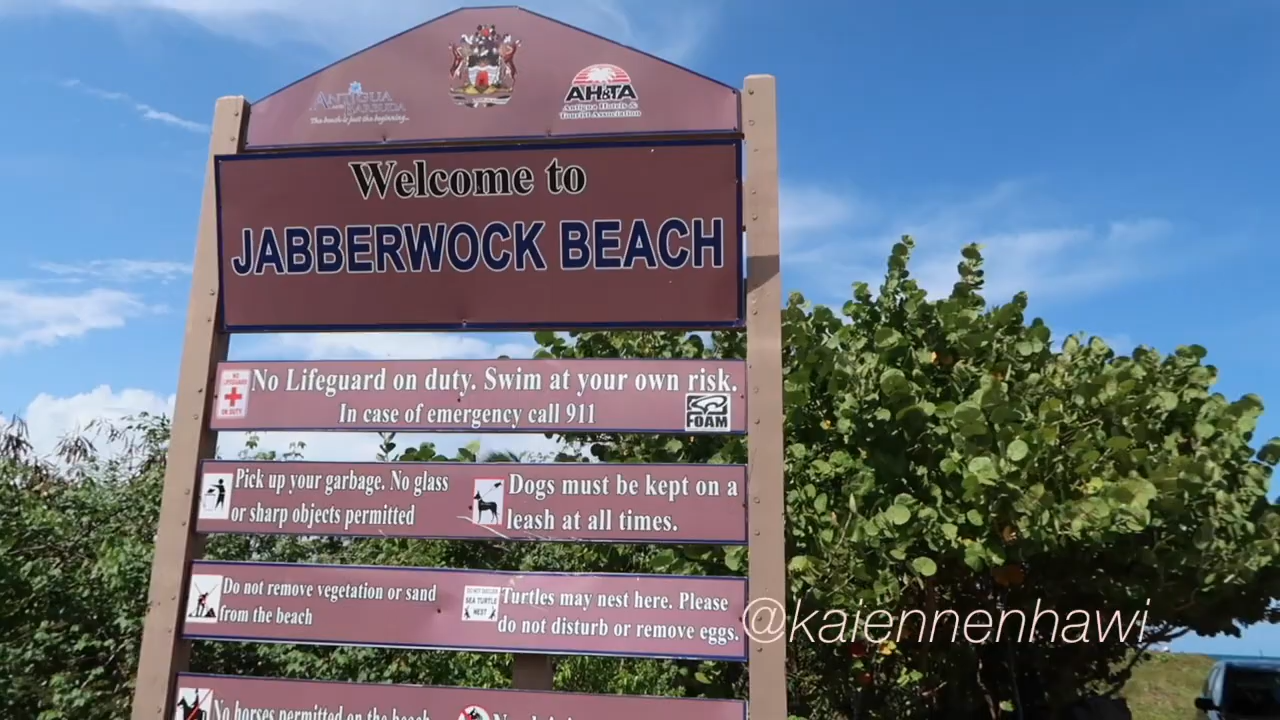 ANTIGUA
and BARBUDA
The beach is just the beginning...
AH&TA
Antigua Hotels &
Tourist Association
Welcome to
JABBERWOCK BEACH
NO
LIFEGUARD
ON DUTY
No Lifeguard on duty. Swim at your own risk.
In case of emergency call 911
FOAM
Pick up your garbage. No glass
or sharp objects permitted
Dogs must be kept on a
leash at all times.
Do not remove vegetation or sand
from the beach
SEA TURTLE
NEST
Turtles may nest here. Please
do not disturb or remove eggs.
@kaiennenhawi
No horses permitted on the beach